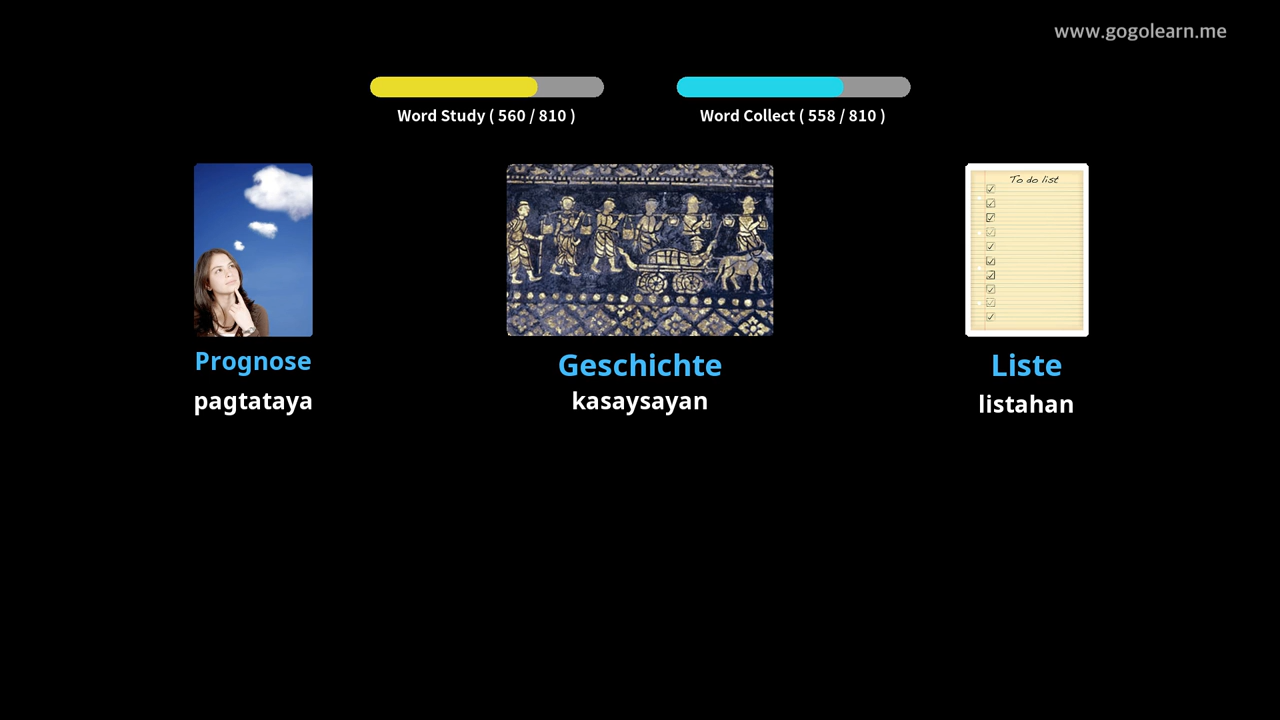 www.gogolearn.me
Word Study ( 560 / 810 )
Word Collect ( 558 / 810 )
To do list
Prognose
Geschichte
Liste
pagtataya
kasaysayan
listahan